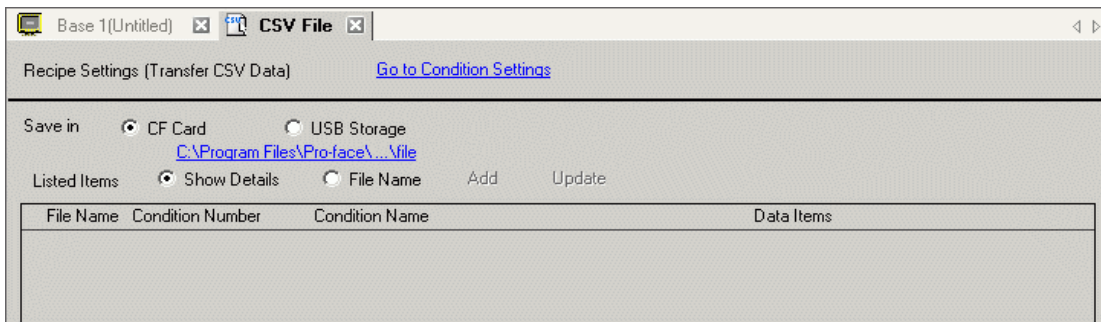 Base 1(Untitled) CSV File
Recipe Settings (Transfer CSV Data) Go to Condition Settings
Save in CF Card USB Storage
C:\Program Files\Pro-face\...\file
Listed Items Show Details File Name Add Update
File Name Condition Number Condition Name Data Items